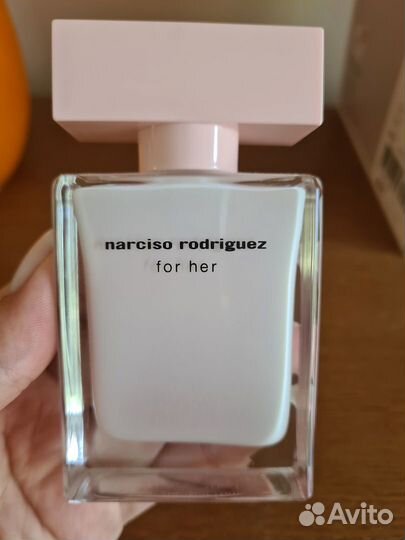 narciso rodriguez
for her
Avito